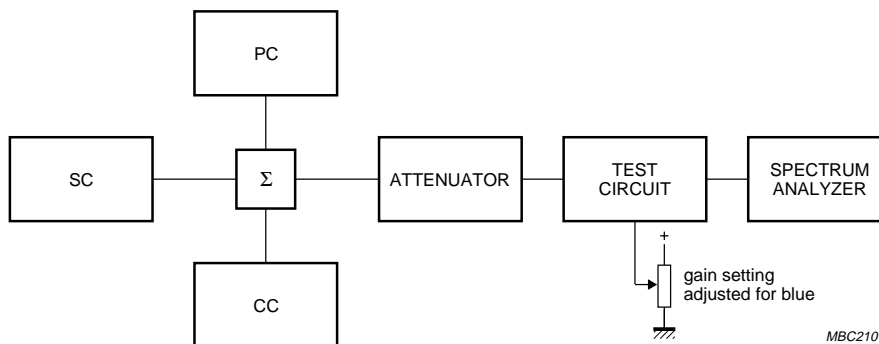 PC
SC
Σ
ATTENUATOR
TEST
CIRCUIT
SPECTRUM
ANALYZER
+
gain setting
adjusted for blue
CC
MBC210